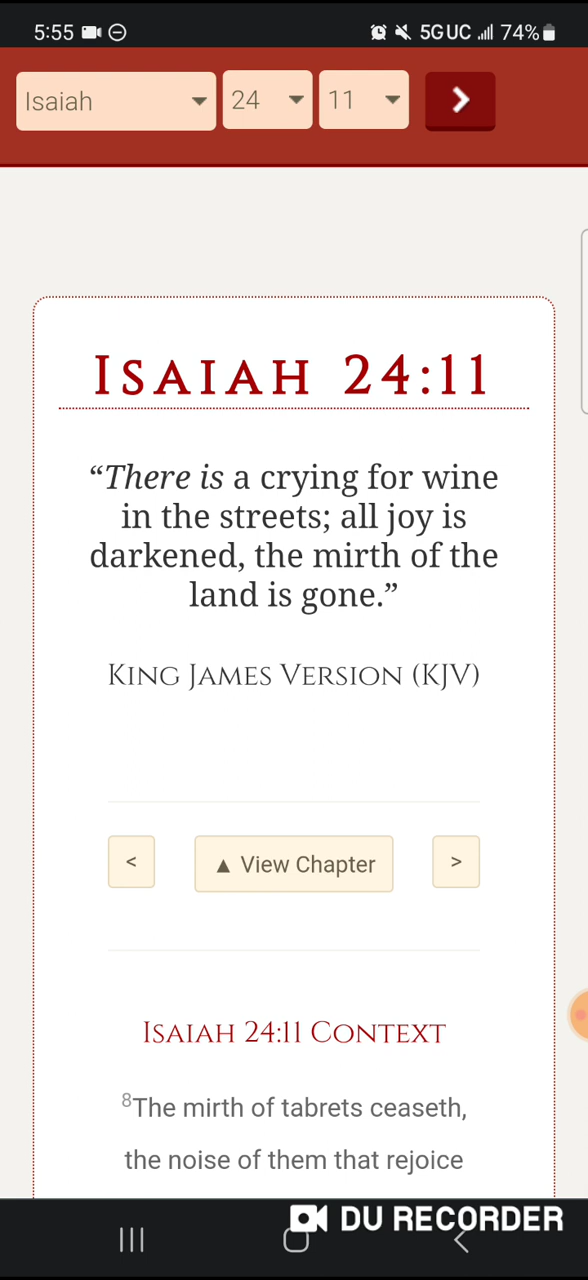 5:55 5G UC 74%
Isaiah 24 11
ISAIAH 24:11
“There is a crying for wine
in the streets; all joy is
darkened, the mirth of the
land is gone.”
KING JAMES VERSION (KJV)
< ▲ View Chapter >
ISAIAH 24:11 CONTEXT
8The mirth of tabrets ceaseth,
the noise of them that rejoice
DU RECORDER